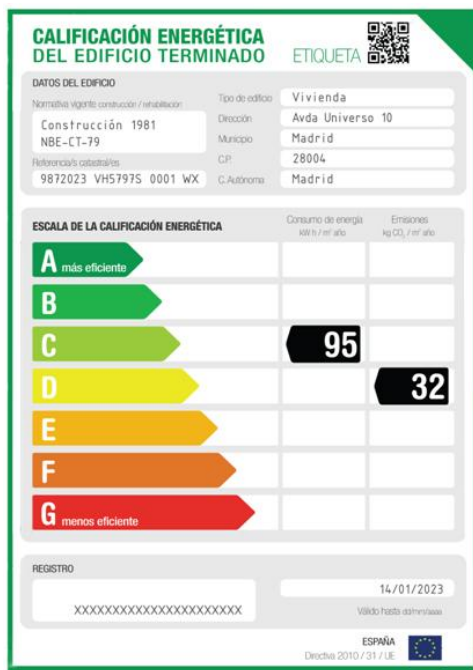 CALIFICACIÓN ENERGÉTICA
DEL EDIFICIO TERMINADO
ETIQUETA
DATOS DEL EDIFICIO
Normativa vigente construcción / rehabilitación
Construcción 1981
NBE-CT-79
Referencia/s catastral/es
9872023 VH5797S 0001 WX
Tipo de edificio Vivienda
Dirección Avda Universo 10
Municipio Madrid
C.P. 28004
C. Autónoma Madrid
ESCALA DE LA CALIFICACIÓN ENERGÉTICA
Consumo de energía
kW h / m² año
Emisiones
kg CO₂ / m² año
A más eficiente
B
C 95
D 32
E
F
G menos eficiente
REGISTRO
XXXXXXXXXXXXXXXXXXXXXX
14/01/2023
Válido hasta dd/mm/aaaa
ESPAÑA
Directiva 2010 / 31 / UE